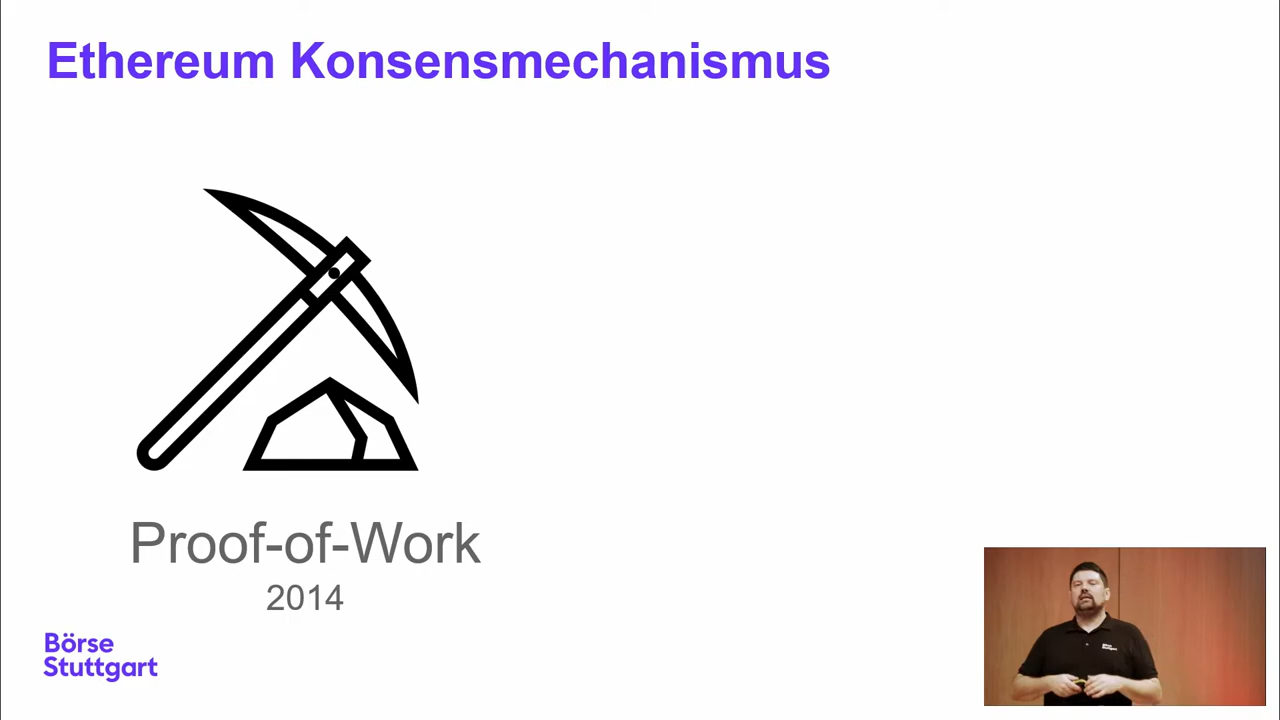 Ethereum Konsensmechanismus
Proof-of-Work
2014
Börse
Stuttgart